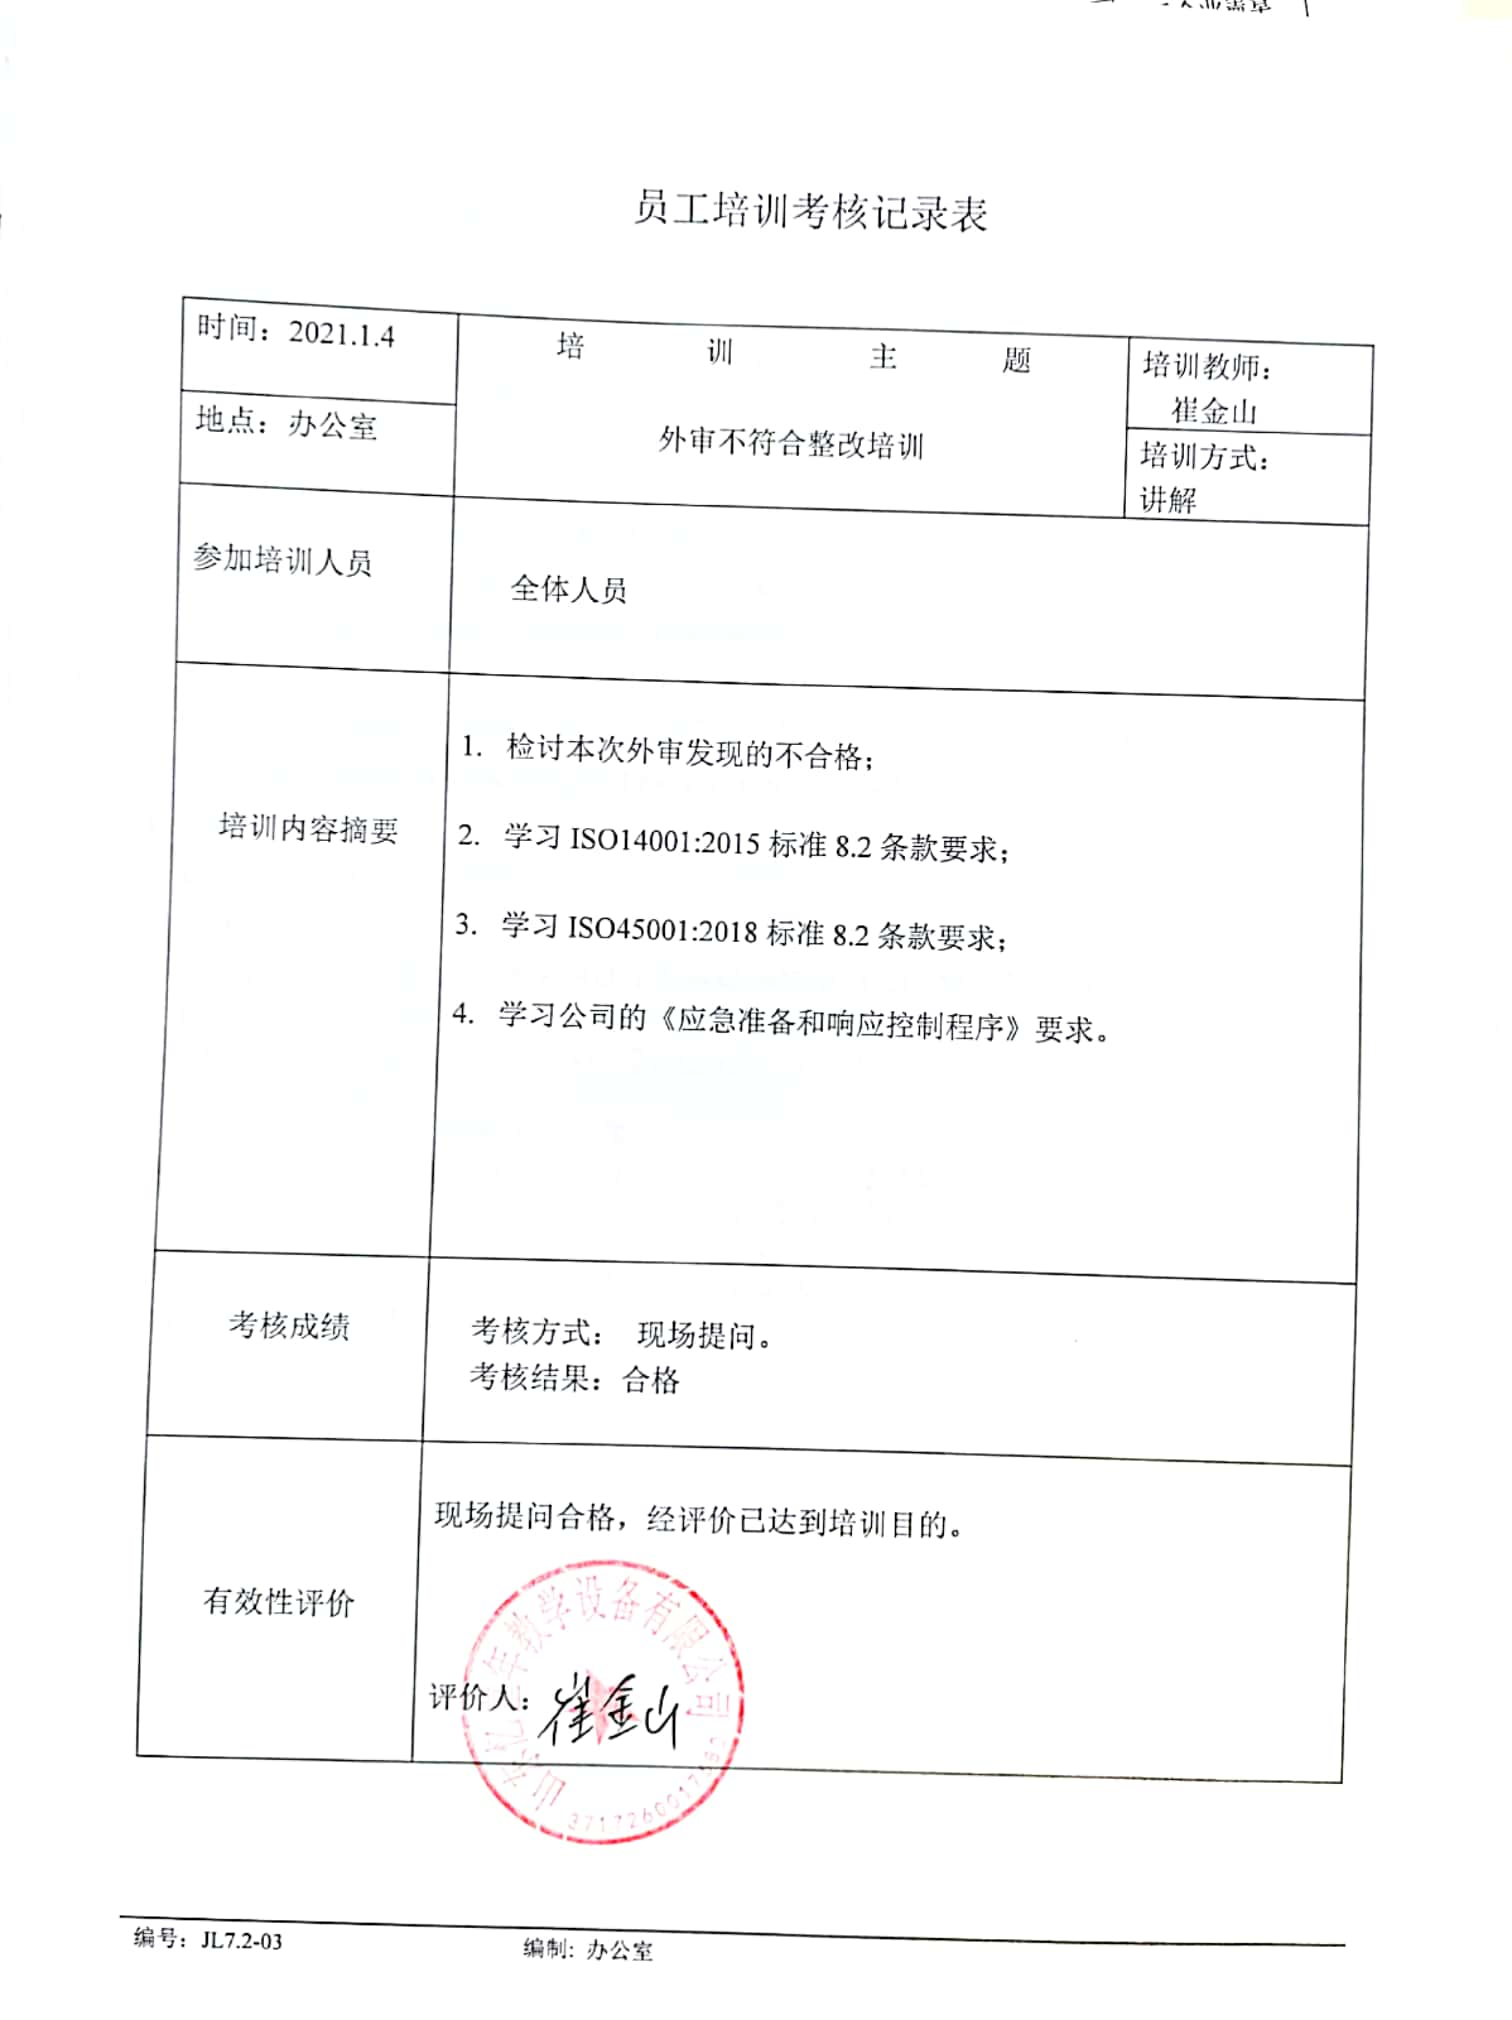 员工培训考核记录表
时间：2021.1.4
培 训 主 题
培训教师：
崔金山
地点：办公室
外审不符合整改培训
培训方式：
讲解
参加培训人员
全体人员
培训内容摘要
1. 检讨本次外审发现的不合格；
2. 学习 ISO14001:2015 标准 8.2 条款要求；
3. 学习 ISO45001:2018 标准 8.2 条款要求；
4. 学习公司的《应急准备和响应控制程序》要求。
考核成绩
考核方式： 现场提问。
考核结果：合格
有效性评价
现场提问合格，经评价已达到培训目的。
评价人：崔金山
教学设备有限公司
编号：JL7.2-03
编制：办公室